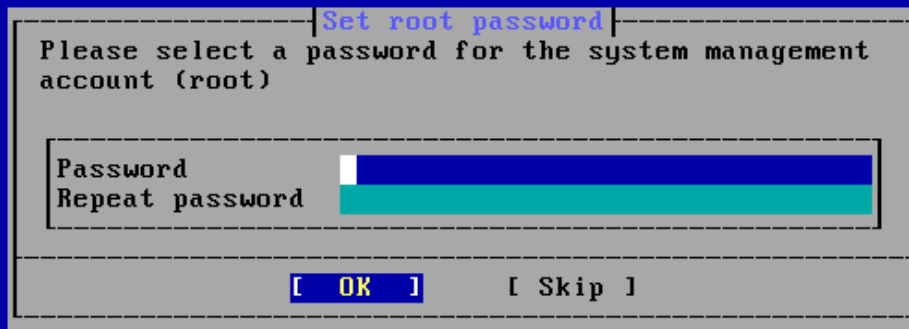 Set root password
Please select a password for the system management
account (root)
Password
Repeat password
[ OK ] [ Skip ]